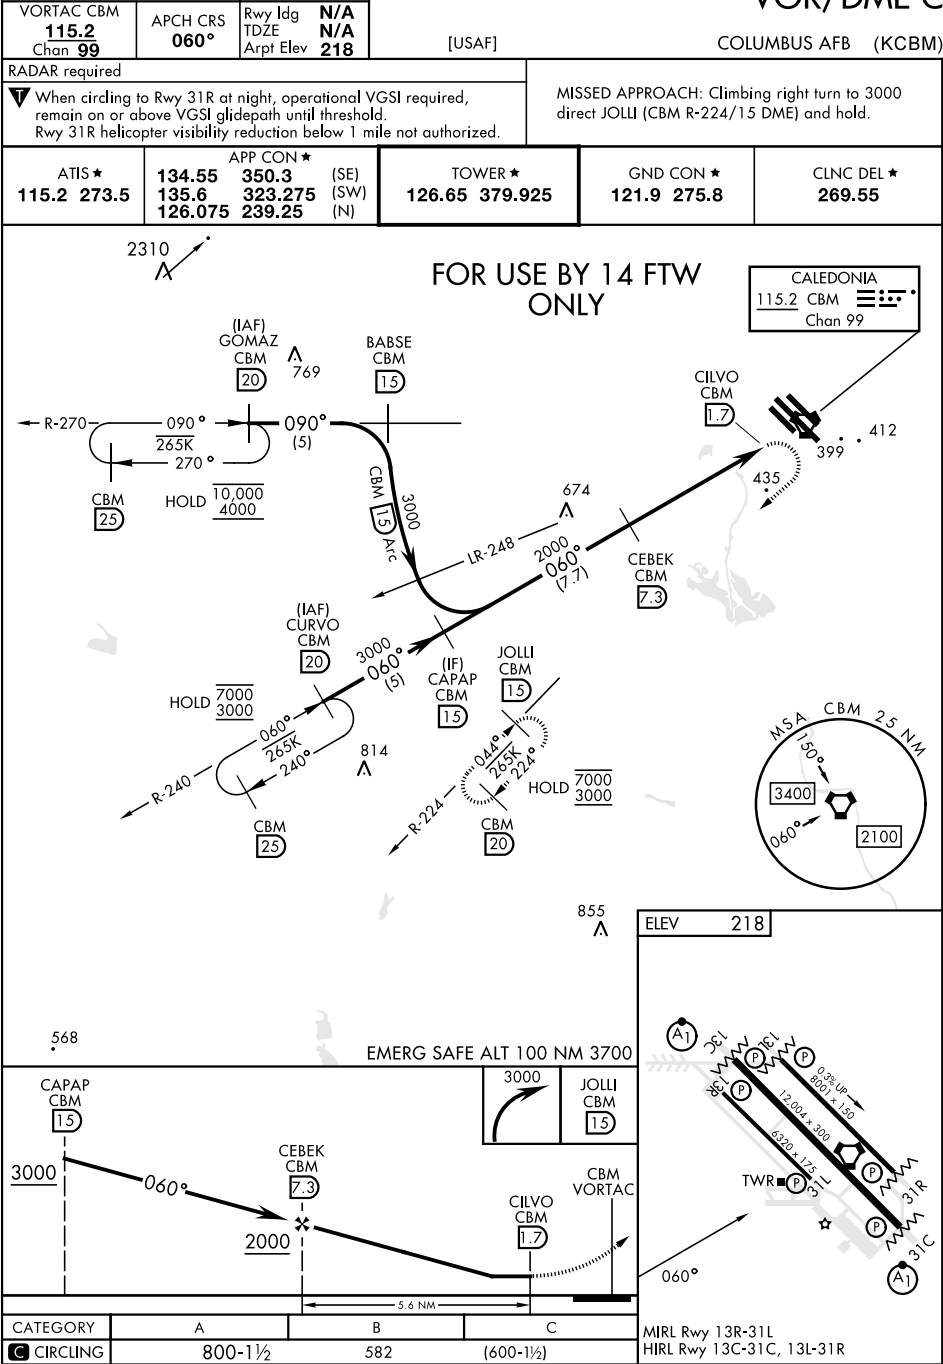 VOR/DME C
VORTAC CBM
115.2
Chan 99
APCH CRS
060°
Rwy ldg N/A
TDZE N/A
Arpt Elev 218
[USAF]
COLUMBUS AFB (KCBM)
RADAR required
T When circling to Rwy 31R at night, operational VGSI required,
remain on or above VGSI glidepath until threshold.
Rwy 31R helicopter visibility reduction below 1 mile not authorized.
MISSED APPROACH: Climbing right turn to 3000
direct JOLLI (CBM R-224/15 DME) and hold.
ATIS ★
115.2 273.5
APP CON ★
134.55 350.3 (SE)
135.6 323.275 (SW)
126.075 239.25 (N)
TOWER ★
126.65 379.925
GND CON ★
121.9 275.8
CLNC DEL ★
269.55
2310
FOR USE BY 14 FTW
ONLY
CALEDONIA
115.2 CBM
Chan 99
(IAF)
GOMAZ
CBM
20
769
BABSE
CBM
15
CILVO
CBM
1.7
R-270
090°
265K
270°
090°
(5)
CBM
25
HOLD 10,000
4000
CBM 15 Arc
3000
412
399
435
674
LR-248
2000
060°
(7.7)
CEBEK
CBM
7.3
(IAF)
CURVO
CBM
20
3000
060°
(5)
(IF)
CAPAP
CBM
15
JOLLI
CBM
15
HOLD 7000
3000
060°
265K
240°
R-240
CBM
25
814
044°
265K
224°
R-224
HOLD 7000
3000
CBM
20
MSA CBM 25 NM
150°
3400
060°
2100
855
568
EMERG SAFE ALT 100 NM 3700
ELEV 218
A1
13C
13L
P
P
13R
P
0.3% UP
8001 x 150
12,004 x 300
6320 x 175
TWR
P
31L
P
31R
P
31C
A1
060°
MIRL Rwy 13R-31L
HIRL Rwy 13C-31C, 13L-31R
CAPAP
CBM
15
3000
060°
CEBEK
CBM
7.3
2000
3000
JOLLI
CBM
15
CILVO
CBM
1.7
CBM
VORTAC
5.6 NM
CATEGORY A B C
C CIRCLING 800-1½ 582 (600-1½)